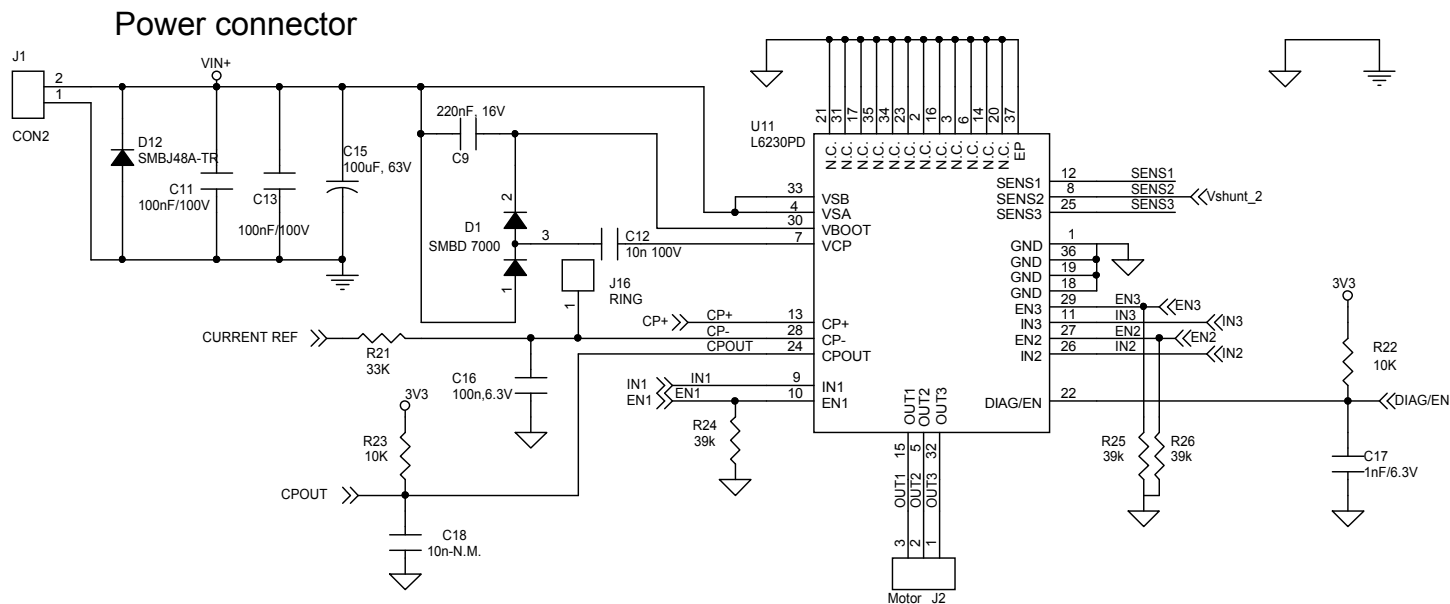 Power connector
J1
2
1
CON2
VIN+
D12
SMBJ48A-TR
C11
100nF/100V
C13
100nF/100V
C15
100uF, 63V
220nF, 16V
C9
2
D1
SMBD 7000
3
1
C12
10n 100V
J16
RING
1
CURRENT REF
R21
33K
C16
100n,6.3V
3V3
R23
10K
CPOUT
C18
10n-N.M.
CP+
CP+
CP-
CPOUT
IN1
IN1
EN1
EN1
R24
39k
U11
L6230PD
21
31
17
35
34
23
2
16
3
6
14
20
37
N.C.
N.C.
N.C.
N.C.
N.C.
N.C.
N.C.
N.C.
N.C.
N.C.
N.C.
N.C.
EP
33
VSB
4
VSA
30
VBOOT
7
VCP
13
CP+
28
CP-
24
CPOUT
9
IN1
10
EN1
SENS1
12
SENS1
SENS2
8
SENS2
Vshunt_2
SENS3
25
SENS3
GND
1
GND
36
GND
19
GND
18
EN3
29
EN3
EN3
IN3
11
IN3
IN3
EN2
27
EN2
EN2
IN2
26
IN2
IN2
DIAG/EN
22
DIAG/EN
OUT1
OUT2
OUT3
15
5
32
OUT1
OUT2
OUT3
3
2
1
Motor
J2
R25
39k
R26
39k
3V3
R22
10K
C17
1nF/6.3V